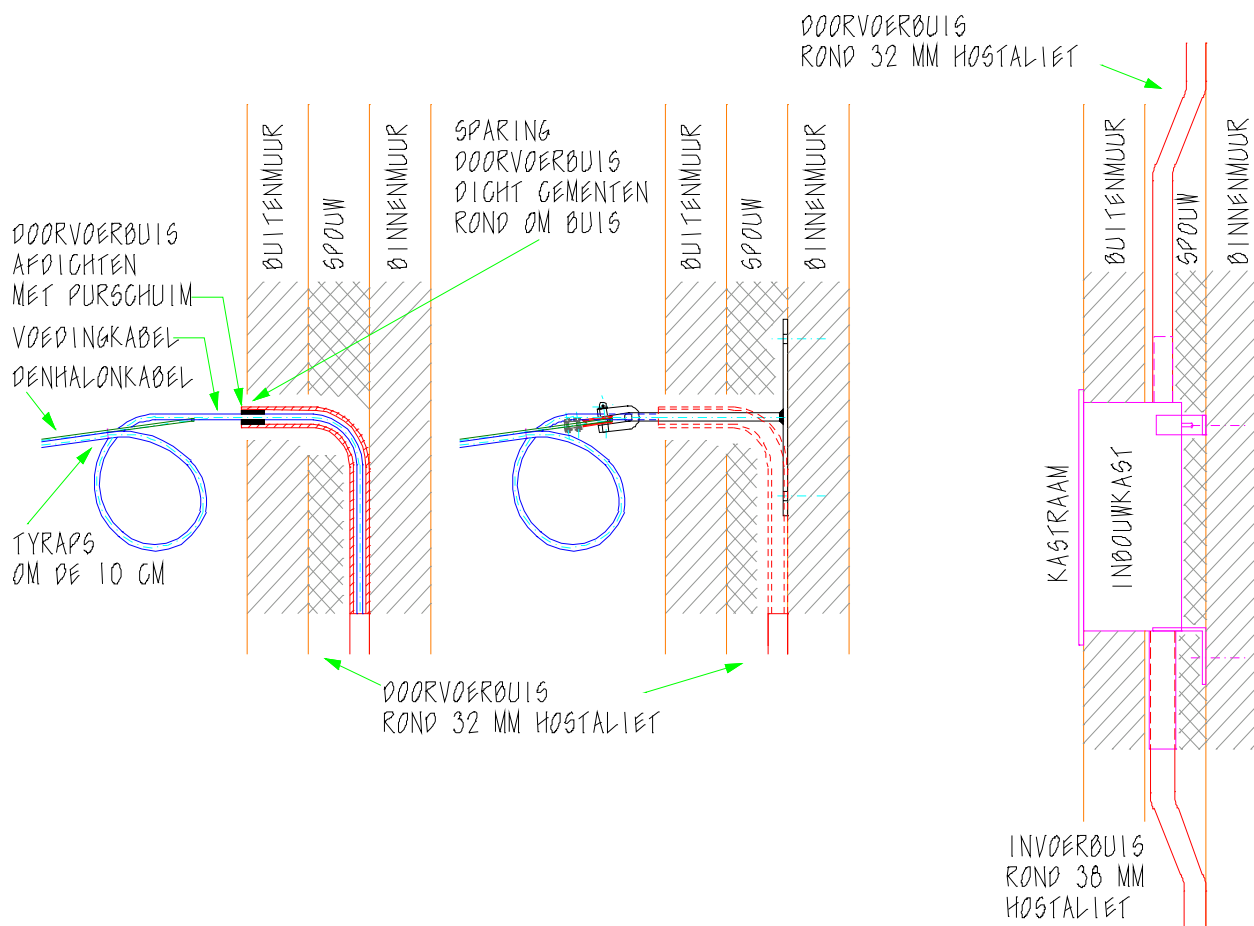 DOORVOERBUIS
ROND 32 MM HOSTALIET
SPARING
DOORVOERBUIS
DICHT CEMENTEN
ROND OM BUIS
BUITENMUUR
SPOUW
BINNENMUUR
BUITENMUUR
SPOUW
BINNENMUUR
BUITENMUUR
SPOUW
BINNENMUUR
DOORVOERBUIS
AFDICHTEN
MET PURSCHUIM
VOEDINGKABEL
DENHALONKABEL
TYRAPS
OM DE 10 CM
KASTRAAM
INBOUWKAST
DOORVOERBUIS
ROND 32 MM HOSTALIET
INVOERBUIS
ROND 38 MM
HOSTALIET